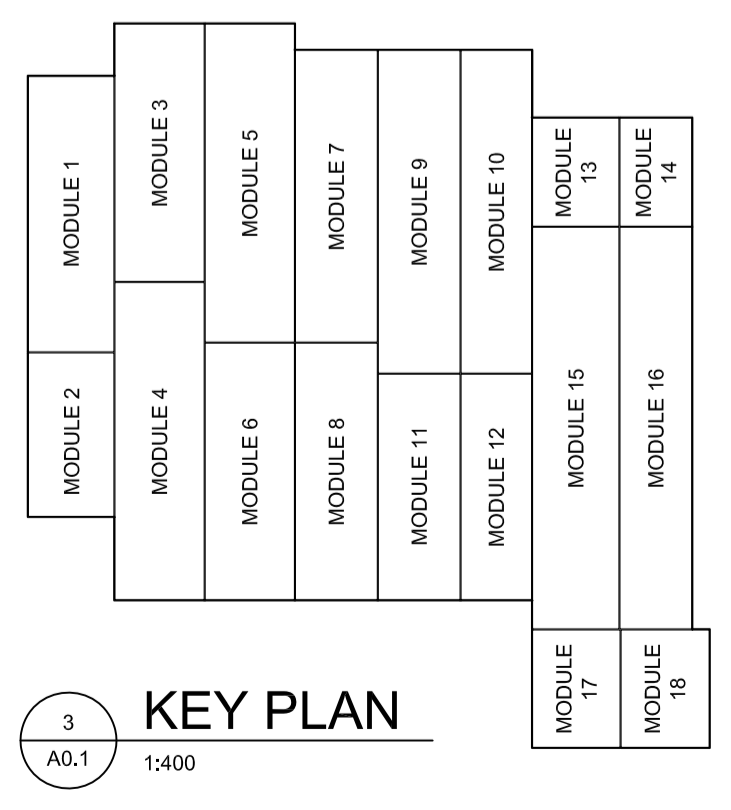 MODULE 1
MODULE 2
MODULE 3
MODULE 4
MODULE 5
MODULE 6
MODULE 7
MODULE 8
MODULE 9
MODULE 10
MODULE 11
MODULE 12
MODULE
13
MODULE
14
MODULE 15
MODULE 16
MODULE
17
MODULE
18
3
A0.1
KEY PLAN
1:400